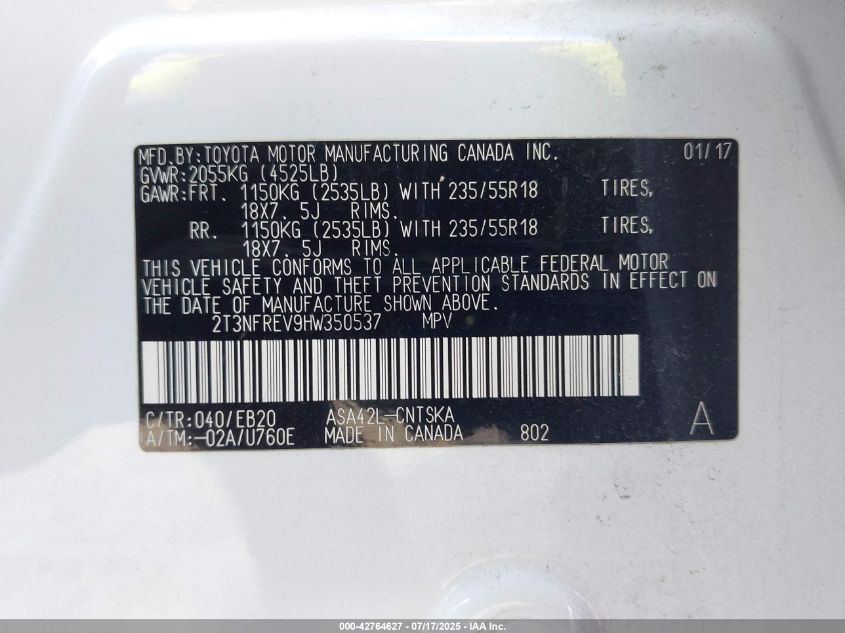 MFD.BY:TOYOTA MOTOR MANUFACTURING CANADA INC. 01/17
GVWR:2055KG (4525LB)
GAWR:FRT. 1150KG (2535LB) WITH 235/55R18 TIRES,
18X7. 5J RIMS.
RR. 1150KG (2535LB) WITH 235/55R18 TIRES,
18X7. 5J RIMS.
THIS VEHICLE CONFORMS TO ALL APPLICABLE FEDERAL MOTOR
VEHICLE SAFETY AND THEFT PREVENTION STANDARDS IN EFFECT ON
THE DATE OF MANUFACTURE SHOWN ABOVE.
2T3NFREV9HW350537 MPV
C/TR:040/EB20 ASA42L-CNTSKA
A/TM:-02A/U760E MADE IN CANADA 802 A
000-42764627 - 07/17/2025 - IAA Inc.